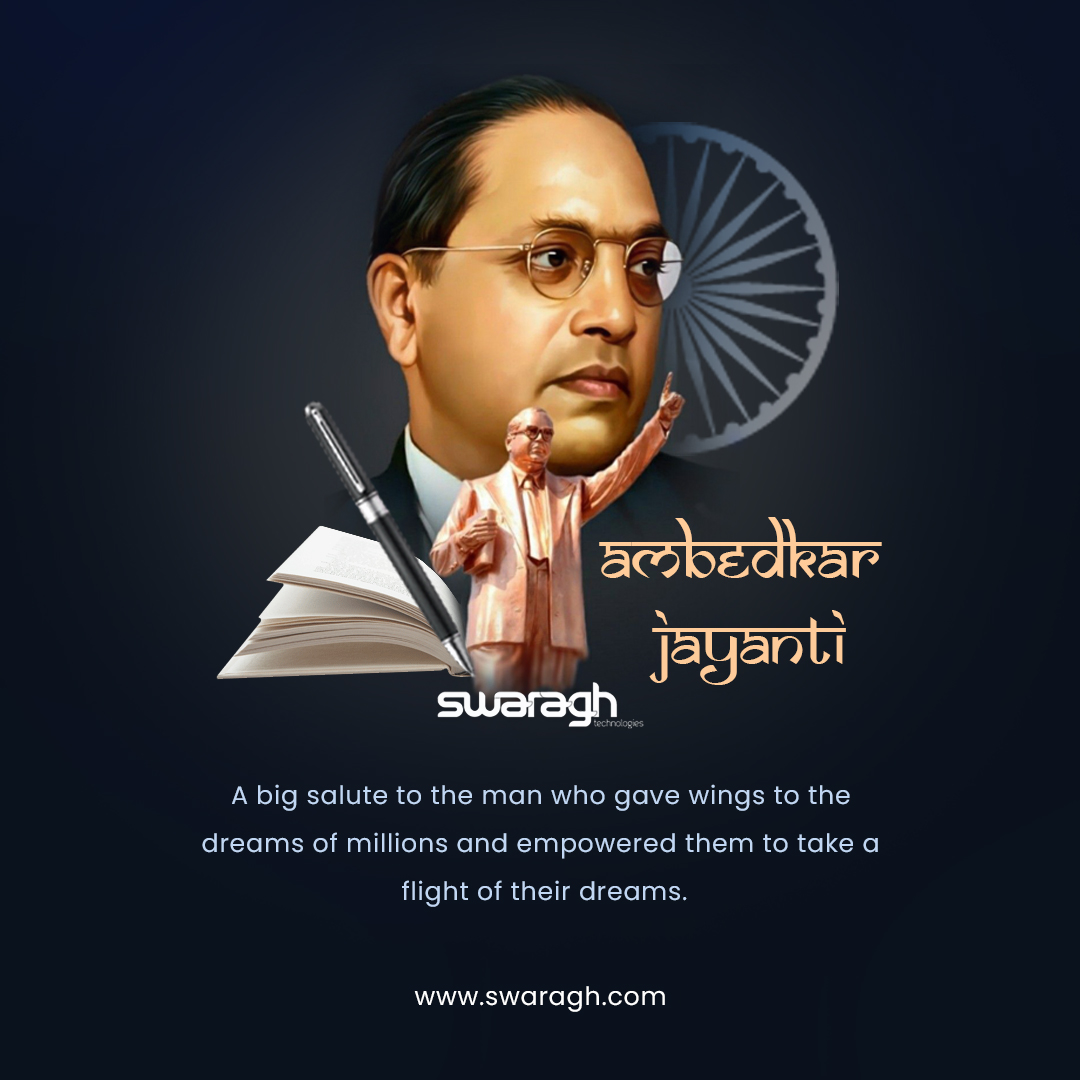 ambedkar
jayanti
swaragh
technologies
A big salute to the man who gave wings to the
dreams of millions and empowered them to take a
flight of their dreams.
www.swaragh.com